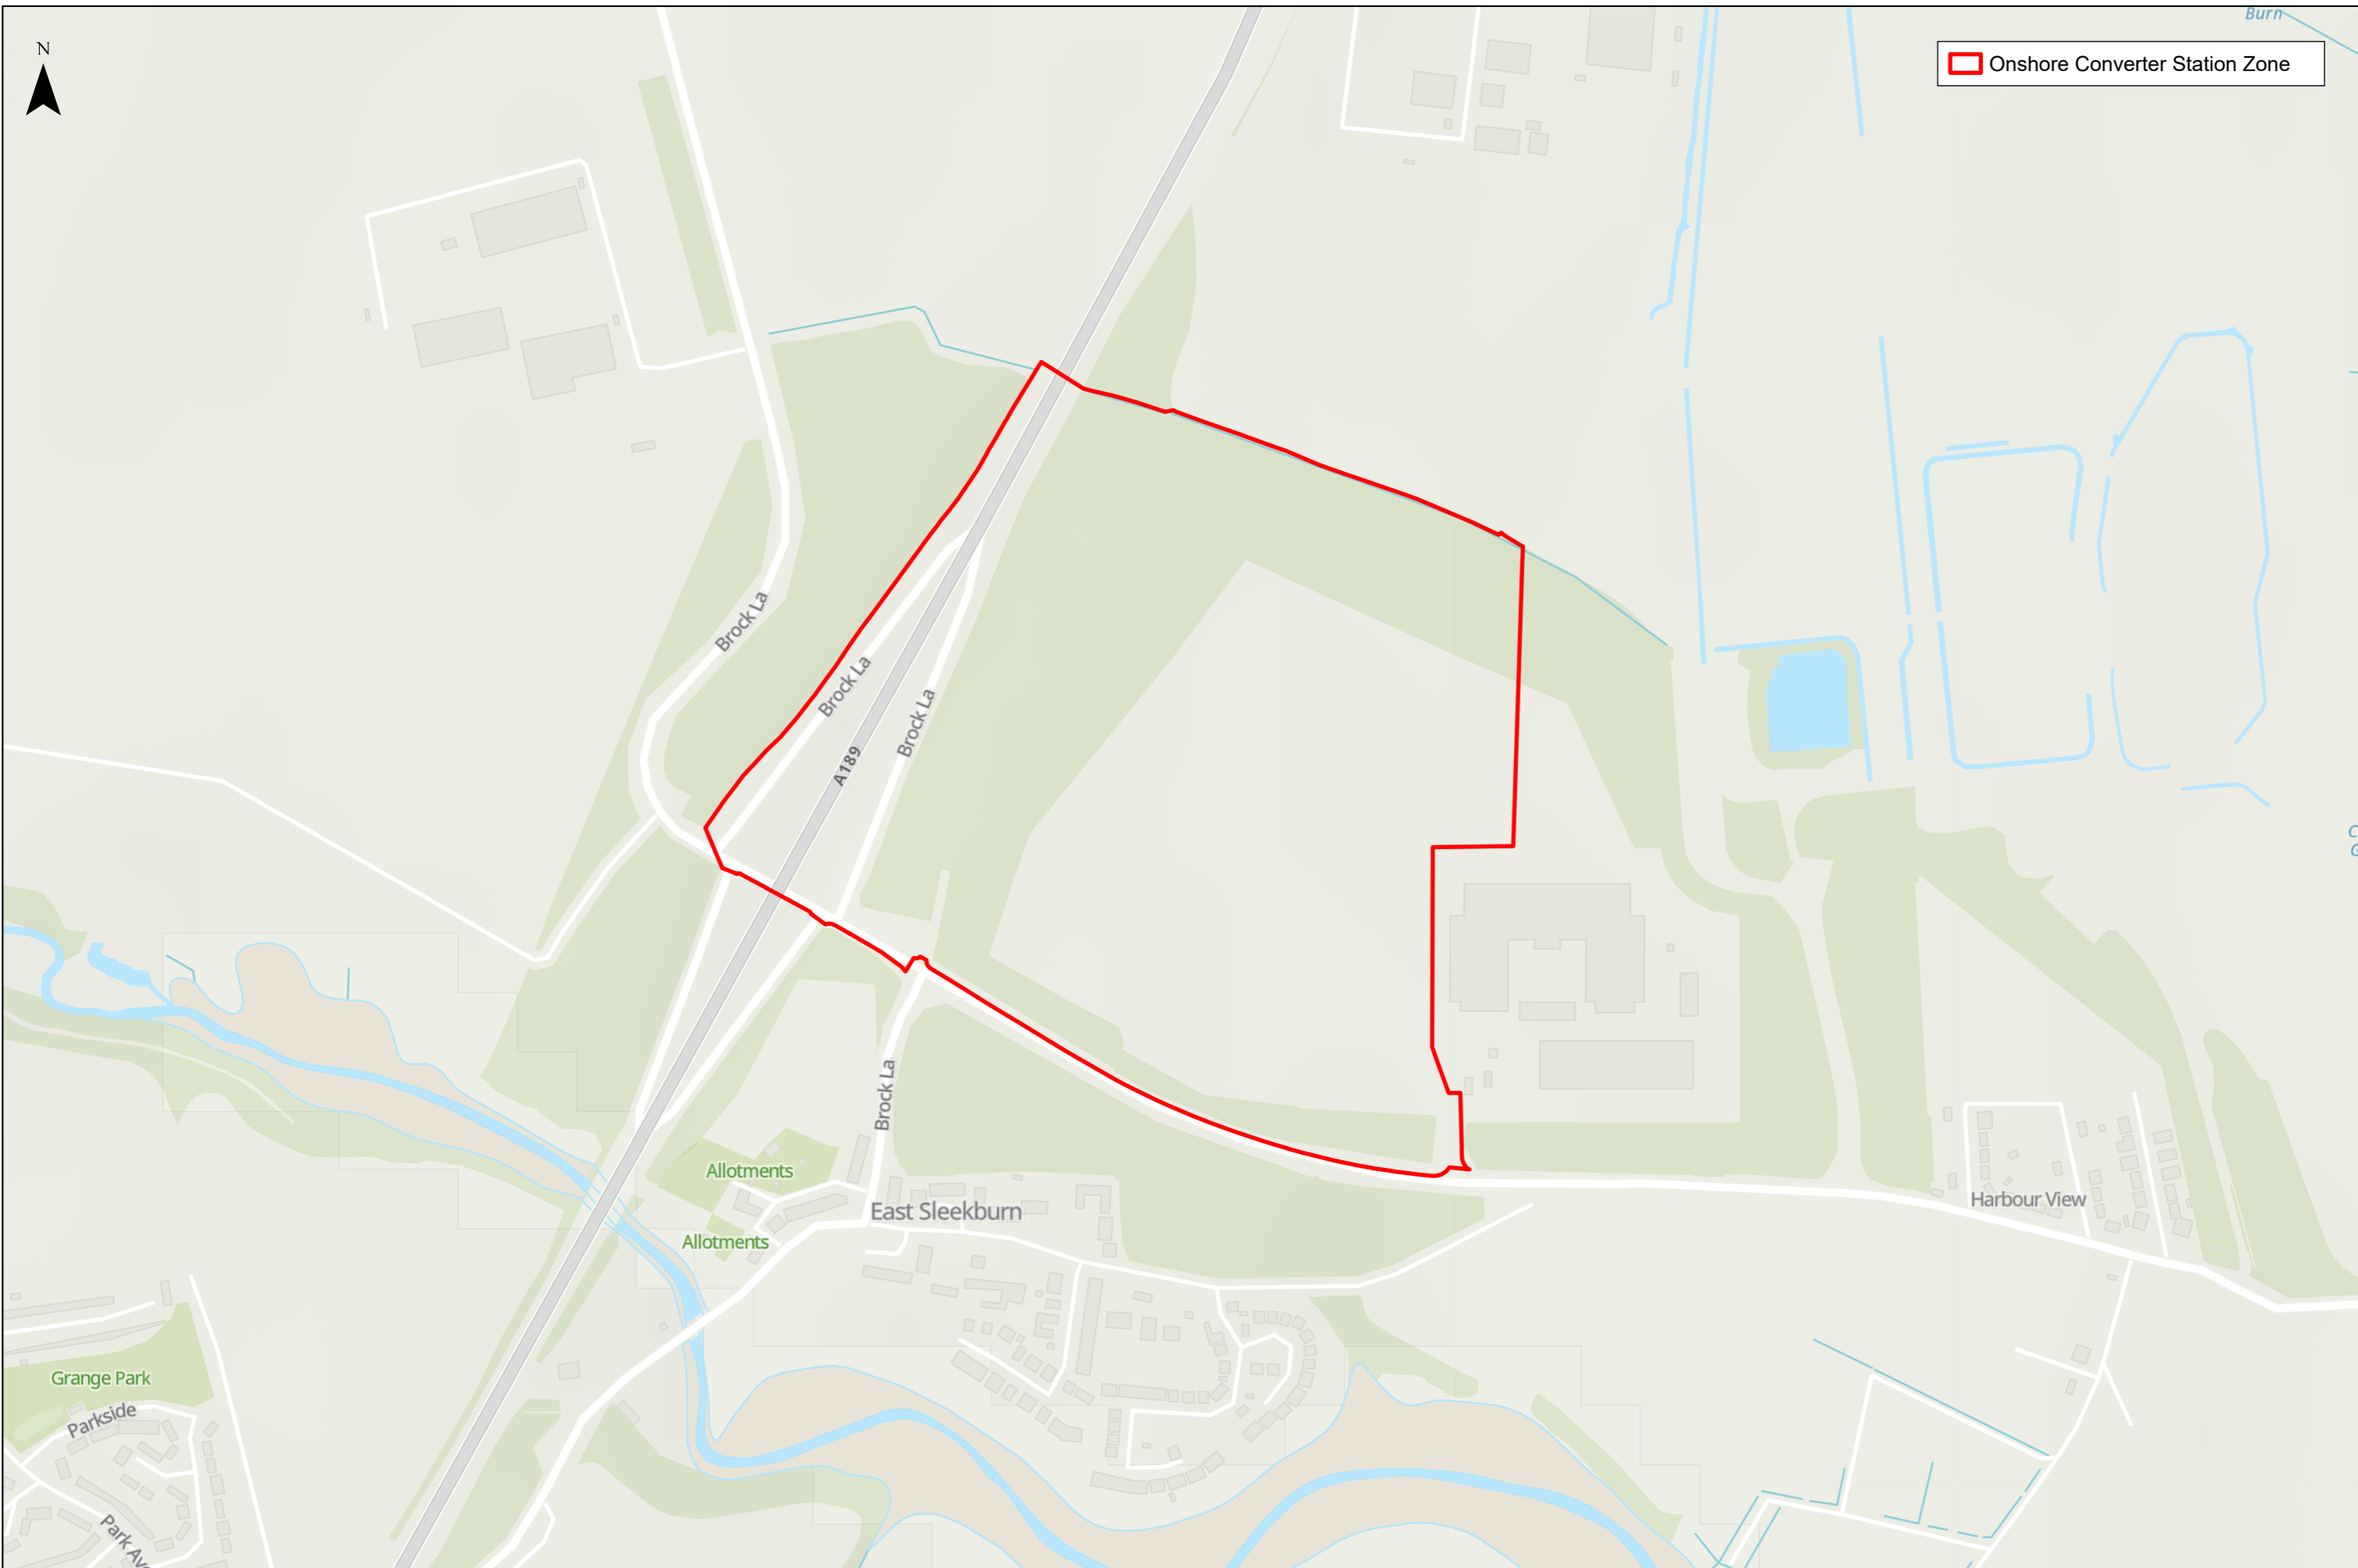 Burn
N
Onshore Converter Station Zone
Brock La
Brock La
Brock La
A189
Brock La
Allotments
East Sleekburn
Allotments
Harbour View
Grange Park
Parkside